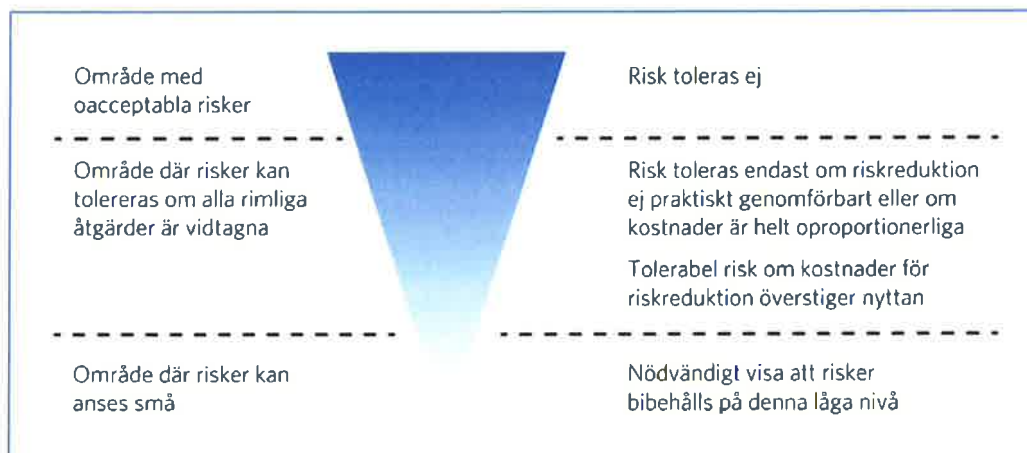 Område med
oacceptabla risker
Risk toleras ej
Område där risker kan
tolereras om alla rimliga
åtgärder är vidtagna
Risk toleras endast om riskreduktion
ej praktiskt genomförbart eller om
kostnader är helt oproportionerliga
Tolerabel risk om kostnader för
riskreduktion överstiger nyttan
Område där risker kan
anses små
Nödvändigt visa att risker
bibehålls på denna låga nivå